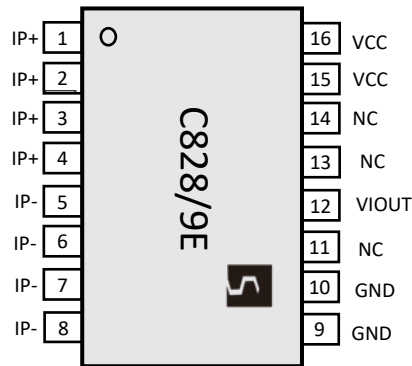 IP+ 1 16 VCC
IP+ 2 15 VCC
IP+ 3 14 NC
IP+ 4 13 NC
IP- 5 12 VIOUT
IP- 6 11 NC
IP- 7 10 GND
IP- 8 9 GND
C828/9E